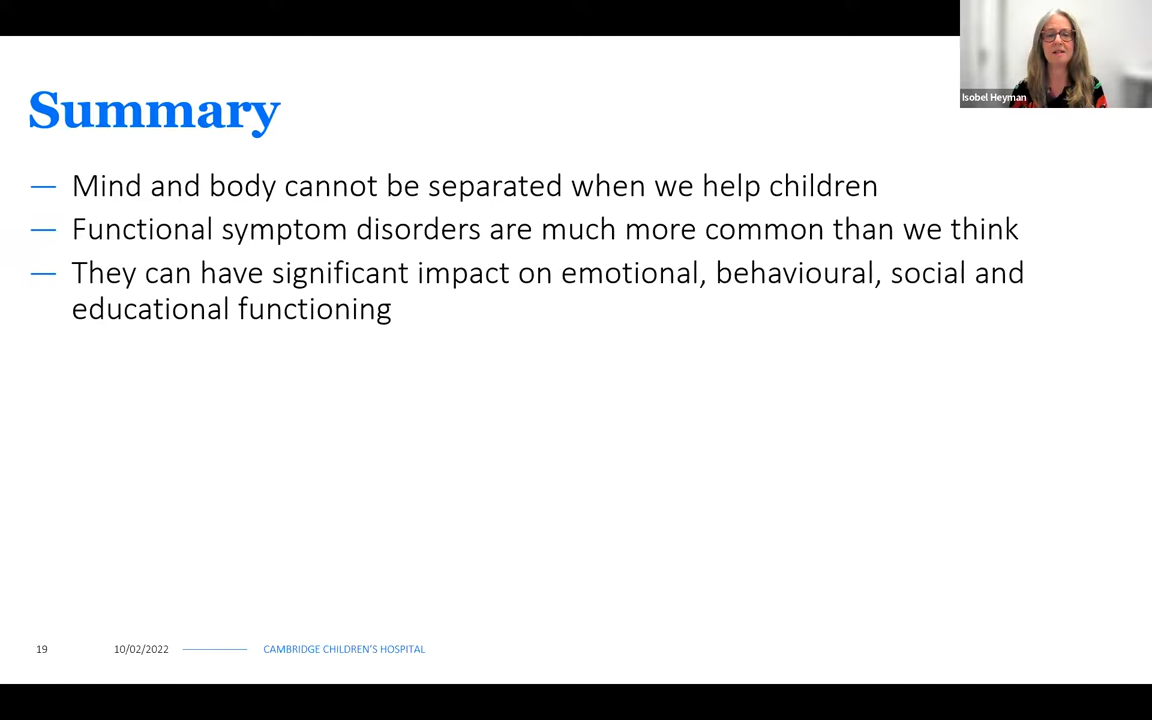 Isobel Heyman
Summary
— Mind and body cannot be separated when we help children
— Functional symptom disorders are much more common than we think
— They can have significant impact on emotional, behavioural, social and
educational functioning
19 10/02/2022 CAMBRIDGE CHILDREN'S HOSPITAL